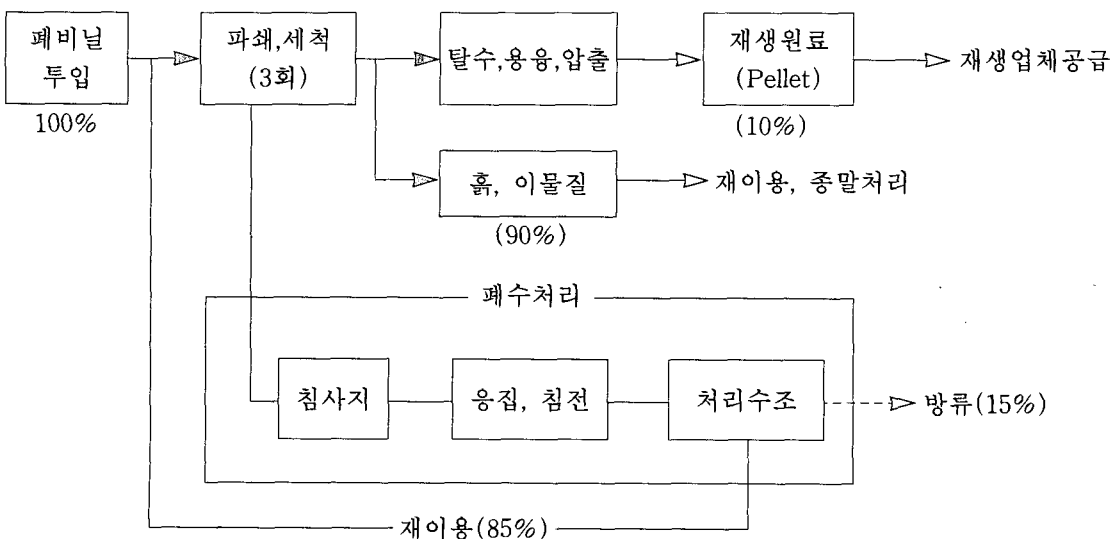 폐비닐
투입
100%
파쇄,세척
(3회)
탈수,용융,압출
재생원료
(Pellet)
(10%)
재생업체공급
흙, 이물질
(90%)
재이용, 종말처리
폐수처리
침사지
응집, 침전
처리수조
방류(15%)
재이용(85%)